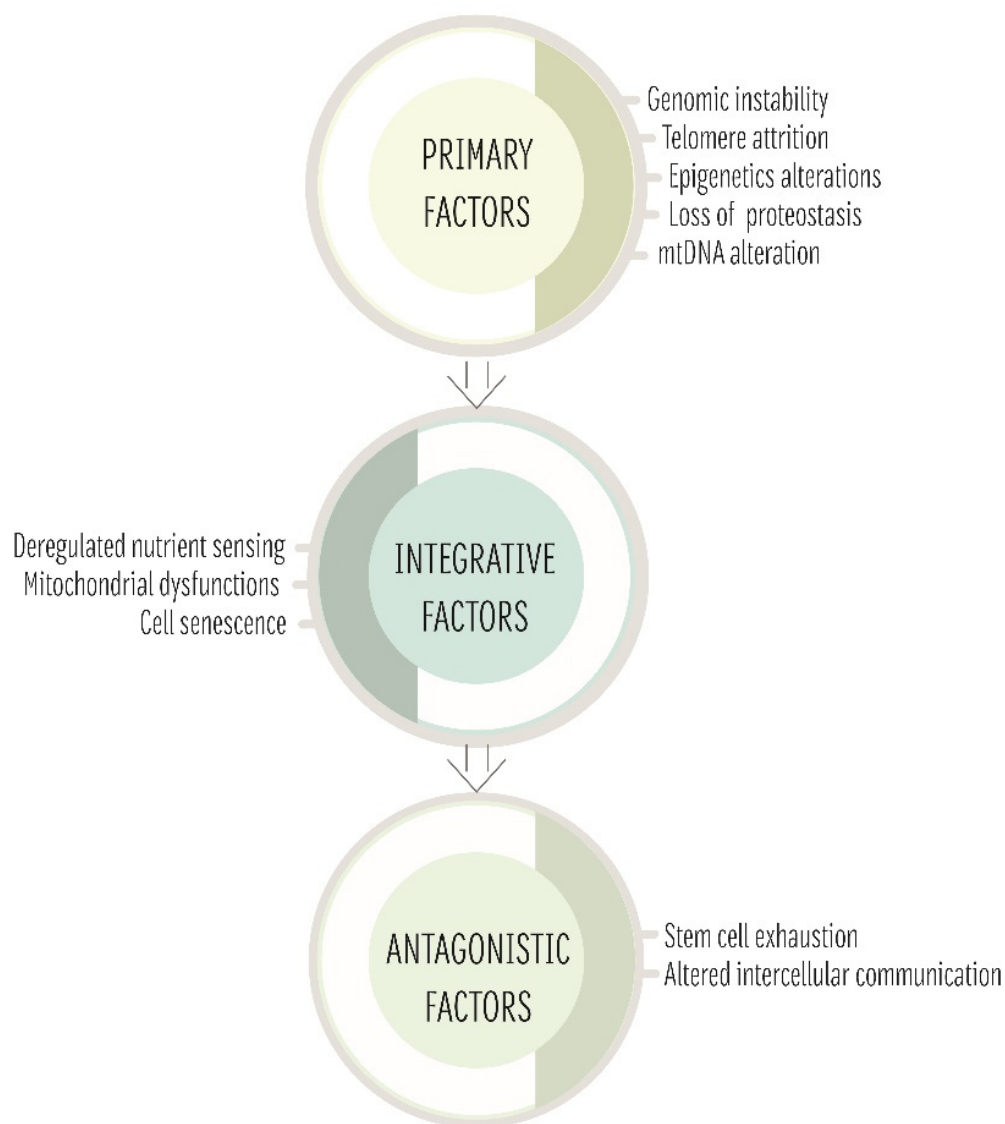 PRIMARY
FACTORS
Genomic instability
Telomere attrition
Epigenetics alterations
Loss of proteostasis
mtDNA alteration
INTEGRATIVE
FACTORS
Deregulated nutrient sensing
Mitochondrial dysfunctions
Cell senescence
ANTAGONISTIC
FACTORS
Stem cell exhaustion
Altered intercellular communication